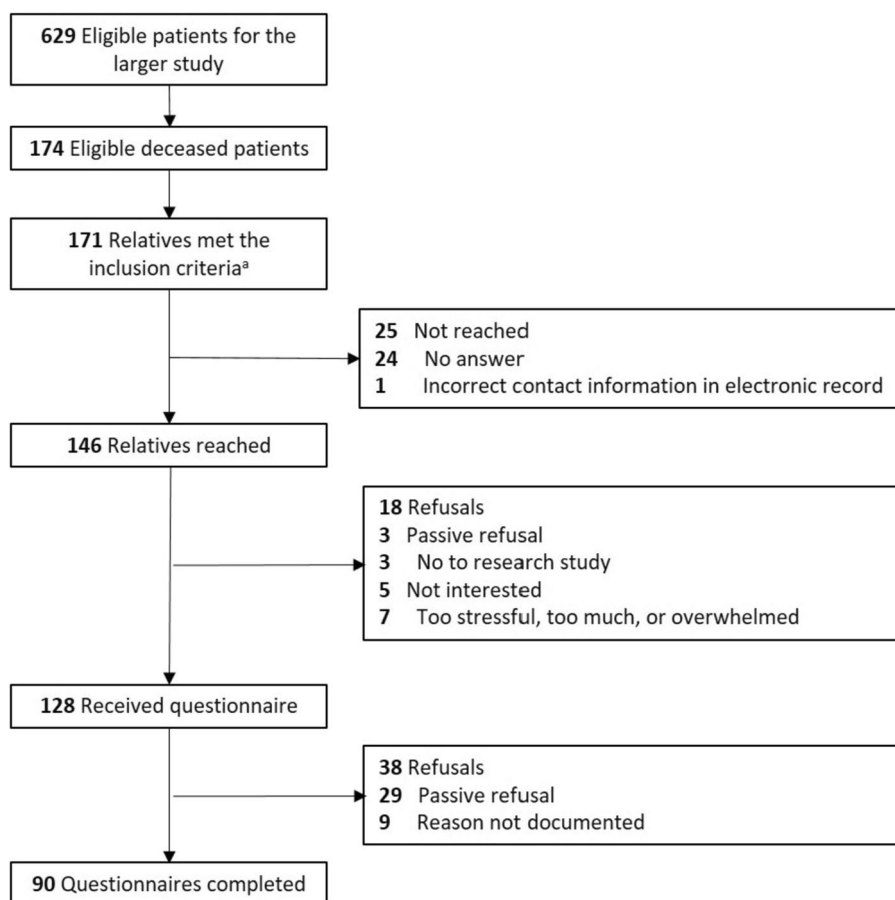 629 Eligible patients for the
larger study
174 Eligible deceased patients
171 Relatives met the
inclusion criteriaᵃ
25 Not reached
24 No answer
1 Incorrect contact information in electronic record
146 Relatives reached
18 Refusals
3 Passive refusal
3 No to research study
5 Not interested
7 Too stressful, too much, or overwhelmed
128 Received questionnaire
38 Refusals
29 Passive refusal
9 Reason not documented
90 Questionnaires completed